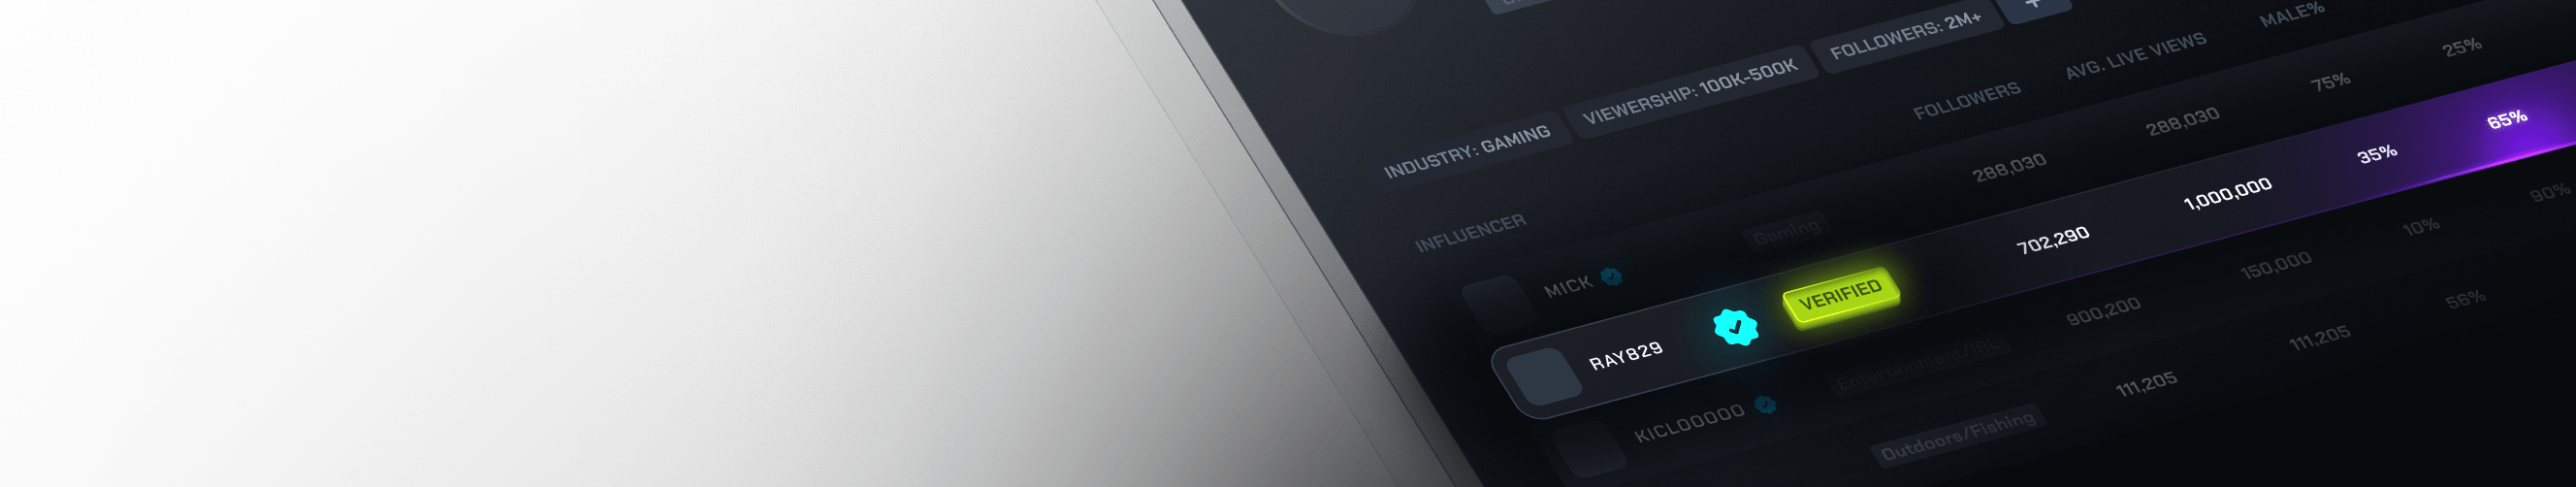 INDUSTRY: GAMING VIEWERSHIP: 100K-500K FOLLOWERS: 2M+ +
INFLUENCER FOLLOWERS AVG. LIVE VIEWS MALE%
MICK Gaming 288,030 288,030 75% 25%
RAY829 VERIFIED 702,290 1,000,000 35% 65%
KICLOOOOO Entertainment/IRL 900,200 150,000 10% 90%
Outdoors/Fishing 111,205 111,205 56%